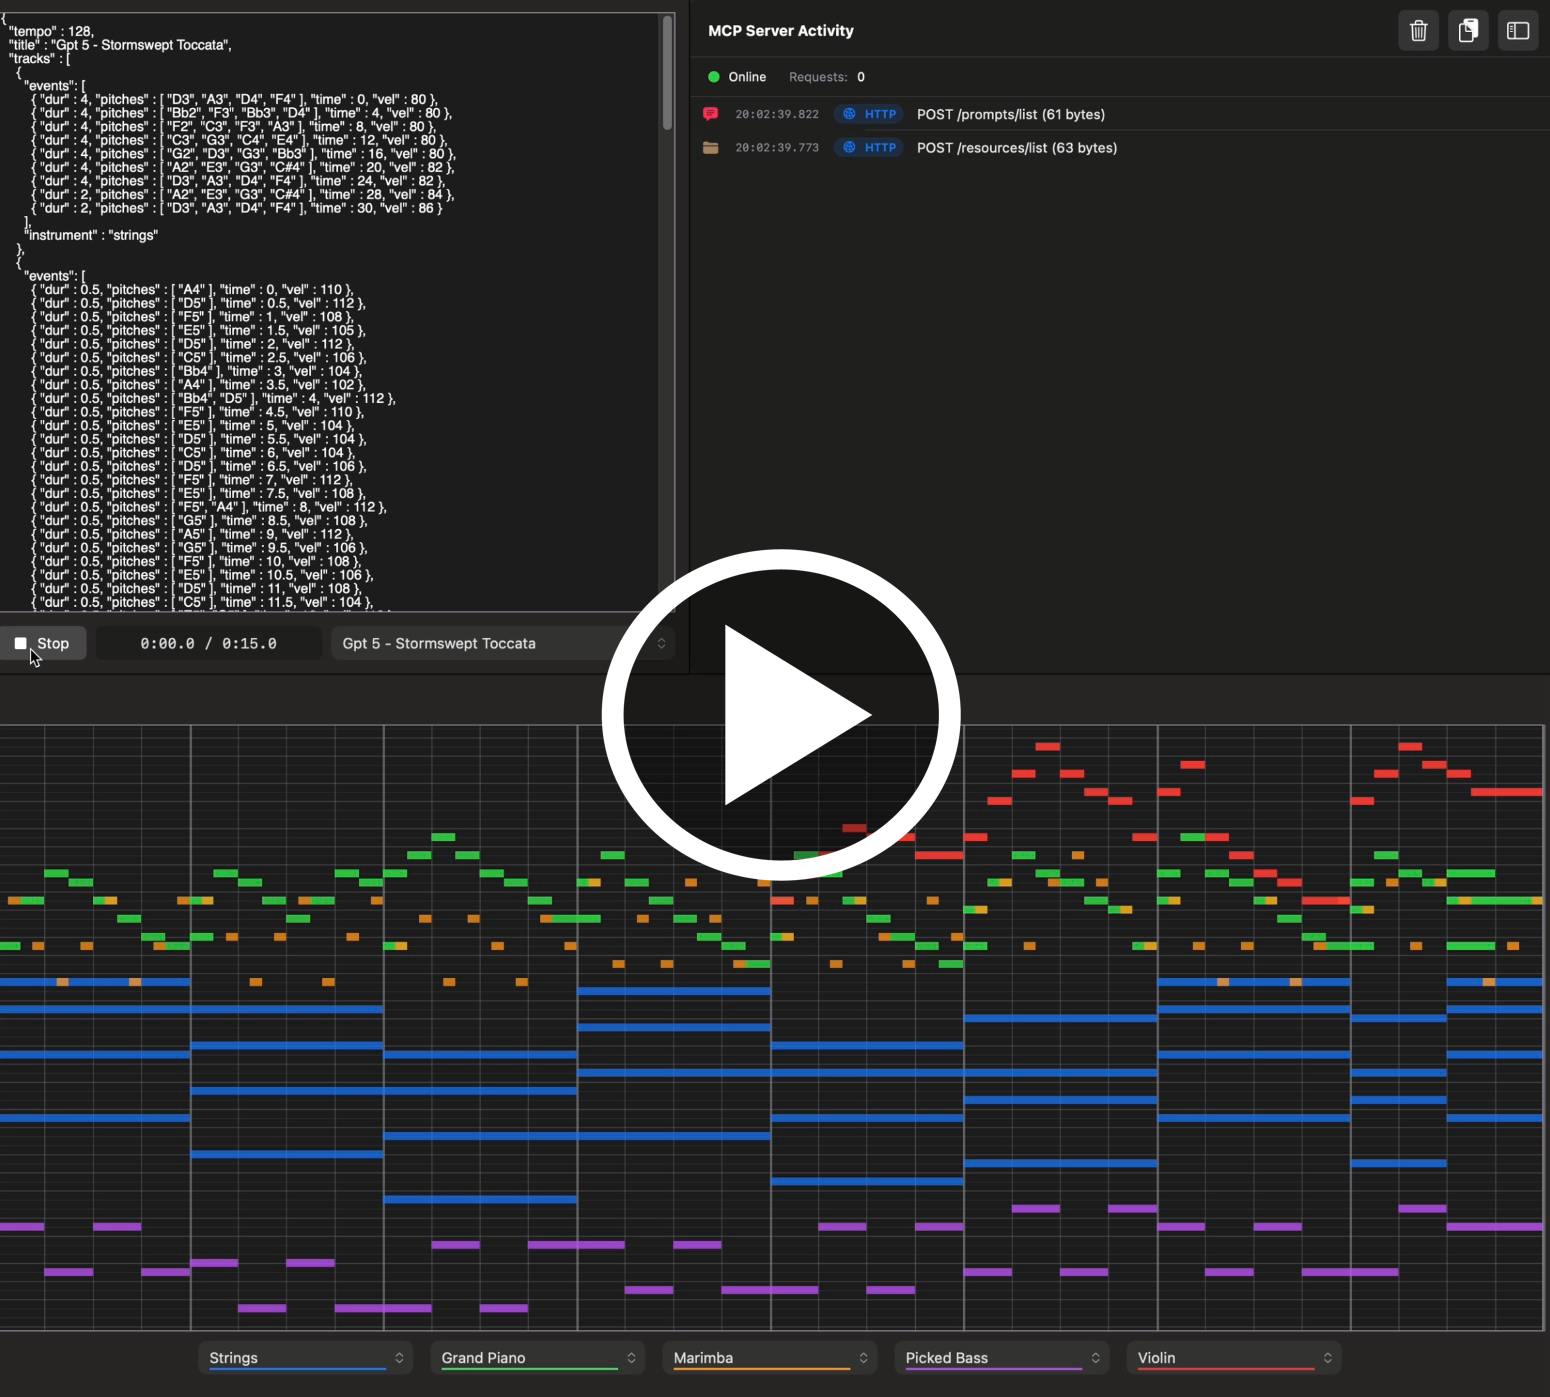 {
"tempo" : 128,
"title" : "Gpt 5 - Stormswept Toccata",
"tracks" : [
{
"events": [
{ "dur" : 4, "pitches" : [ "D3", "A3", "D4", "F4" ], "time" : 0, "vel" : 80 },
{ "dur" : 4, "pitches" : [ "Bb2", "F3", "Bb3", "D4" ], "time" : 4, "vel" : 80 },
{ "dur" : 4, "pitches" : [ "F2", "C3", "F3", "A3" ], "time" : 8, "vel" : 80 },
{ "dur" : 4, "pitches" : [ "C3", "G3", "C4", "E4" ], "time" : 12, "vel" : 80 },
{ "dur" : 4, "pitches" : [ "G2", "D3", "G3", "Bb3" ], "time" : 16, "vel" : 80 },
{ "dur" : 4, "pitches" : [ "A2", "E3", "G3", "C#4" ], "time" : 20, "vel" : 82 },
{ "dur" : 4, "pitches" : [ "D3", "A3", "D4", "F4" ], "time" : 24, "vel" : 82 },
{ "dur" : 2, "pitches" : [ "A2", "E3", "G3", "C#4" ], "time" : 28, "vel" : 84 },
{ "dur" : 2, "pitches" : [ "D3", "A3", "D4", "F4" ], "time" : 30, "vel" : 86 }
],
"instrument" : "strings"
},
{
"events": [
{ "dur" : 0.5, "pitches" : [ "A4" ], "time" : 0, "vel" : 110 },
{ "dur" : 0.5, "pitches" : [ "D5" ], "time" : 0.5, "vel" : 112 },
{ "dur" : 0.5, "pitches" : [ "F5" ], "time" : 1, "vel" : 108 },
{ "dur" : 0.5, "pitches" : [ "E5" ], "time" : 1.5, "vel" : 105 },
{ "dur" : 0.5, "pitches" : [ "D5" ], "time" : 2, "vel" : 112 },
{ "dur" : 0.5, "pitches" : [ "C5" ], "time" : 2.5, "vel" : 106 },
{ "dur" : 0.5, "pitches" : [ "Bb4" ], "time" : 3, "vel" : 104 },
{ "dur" : 0.5, "pitches" : [ "A4" ], "time" : 3.5, "vel" : 102 },
{ "dur" : 0.5, "pitches" : [ "Bb4", "D5" ], "time" : 4, "vel" : 112 },
{ "dur" : 0.5, "pitches" : [ "F5" ], "time" : 4.5, "vel" : 110 },
{ "dur" : 0.5, "pitches" : [ "E5" ], "time" : 5, "vel" : 104 },
{ "dur" : 0.5, "pitches" : [ "D5" ], "time" : 5.5, "vel" : 104 },
{ "dur" : 0.5, "pitches" : [ "C5" ], "time" : 6, "vel" : 104 },
{ "dur" : 0.5, "pitches" : [ "D5" ], "time" : 6.5, "vel" : 106 },
{ "dur" : 0.5, "pitches" : [ "F5" ], "time" : 7, "vel" : 112 },
{ "dur" : 0.5, "pitches" : [ "E5" ], "time" : 7.5, "vel" : 108 },
{ "dur" : 0.5, "pitches" : [ "F5", "A4" ], "time" : 8, "vel" : 112 },
{ "dur" : 0.5, "pitches" : [ "G5" ], "time" : 8.5, "vel" : 108 },
{ "dur" : 0.5, "pitches" : [ "A5" ], "time" : 9, "vel" : 112 },
{ "dur" : 0.5, "pitches" : [ "G5" ], "time" : 9.5, "vel" : 106 },
{ "dur" : 0.5, "pitches" : [ "F5" ], "time" : 10, "vel" : 108 },
{ "dur" : 0.5, "pitches" : [ "E5" ], "time" : 10.5, "vel" : 106 },
{ "dur" : 0.5, "pitches" : [ "D5" ], "time" : 11, "vel" : 108 },
{ "dur" : 0.5, "pitches" : [ "C5" ], "time" : 11.5, "vel" : 104 },
Stop
0:00.0 / 0:15.0
Gpt 5 - Stormswept Toccata
MCP Server Activity
Online Requests: 0
20:02:39.822 HTTP POST /prompts/list (61 bytes)
20:02:39.773 HTTP POST /resources/list (63 bytes)
Strings
Grand Piano
Marimba
Picked Bass
Violin